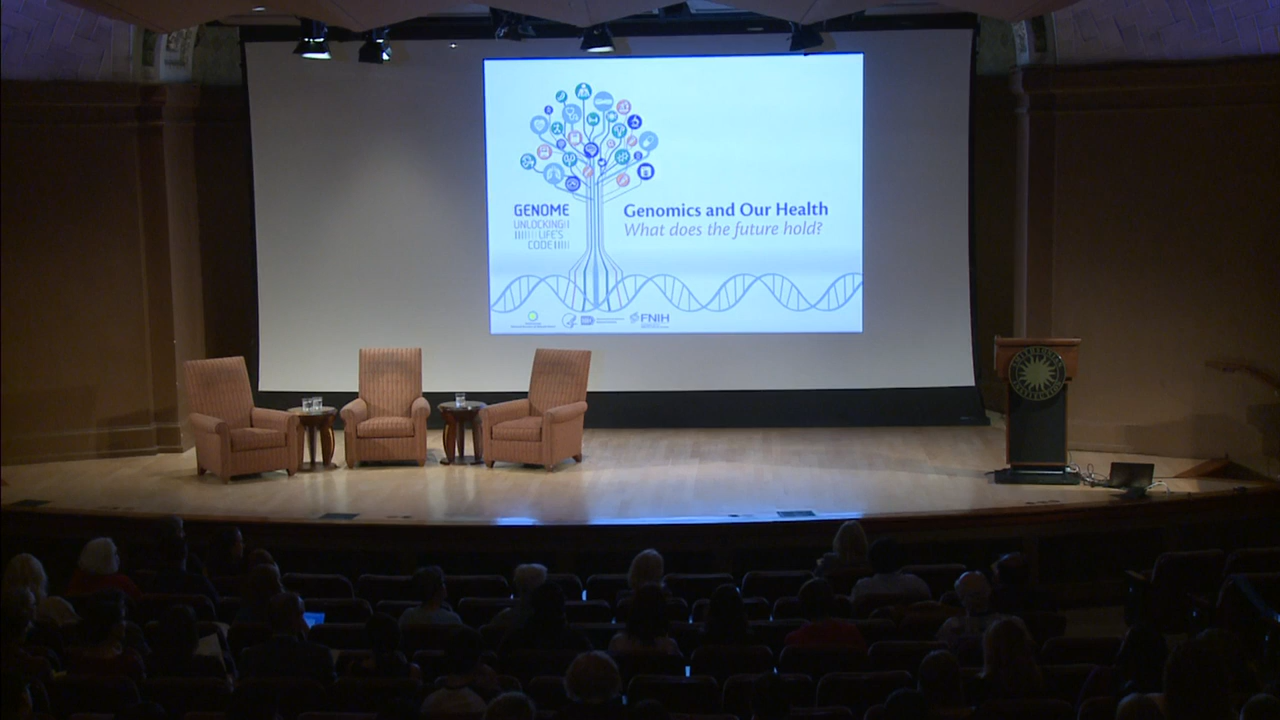 GENOME
UNLOCKING
LIFE'S
CODE
Genomics and Our Health
What does the future hold?
FNIH